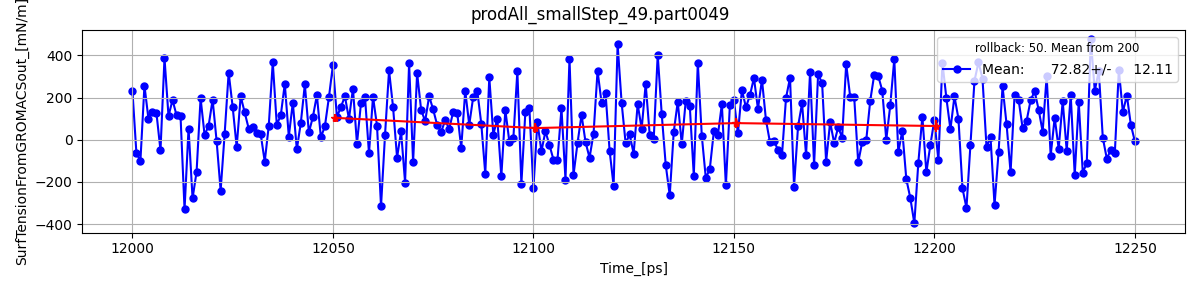 prodAll_smallStep_49.part0049
SurfTensionFromGROMACSout_[mN/m]
400
200
0
−200
−400
rollback: 50. Mean from 200
Mean: 72.82+/- 12.11
12000 12050 12100 12150 12200 12250
Time_[ps]